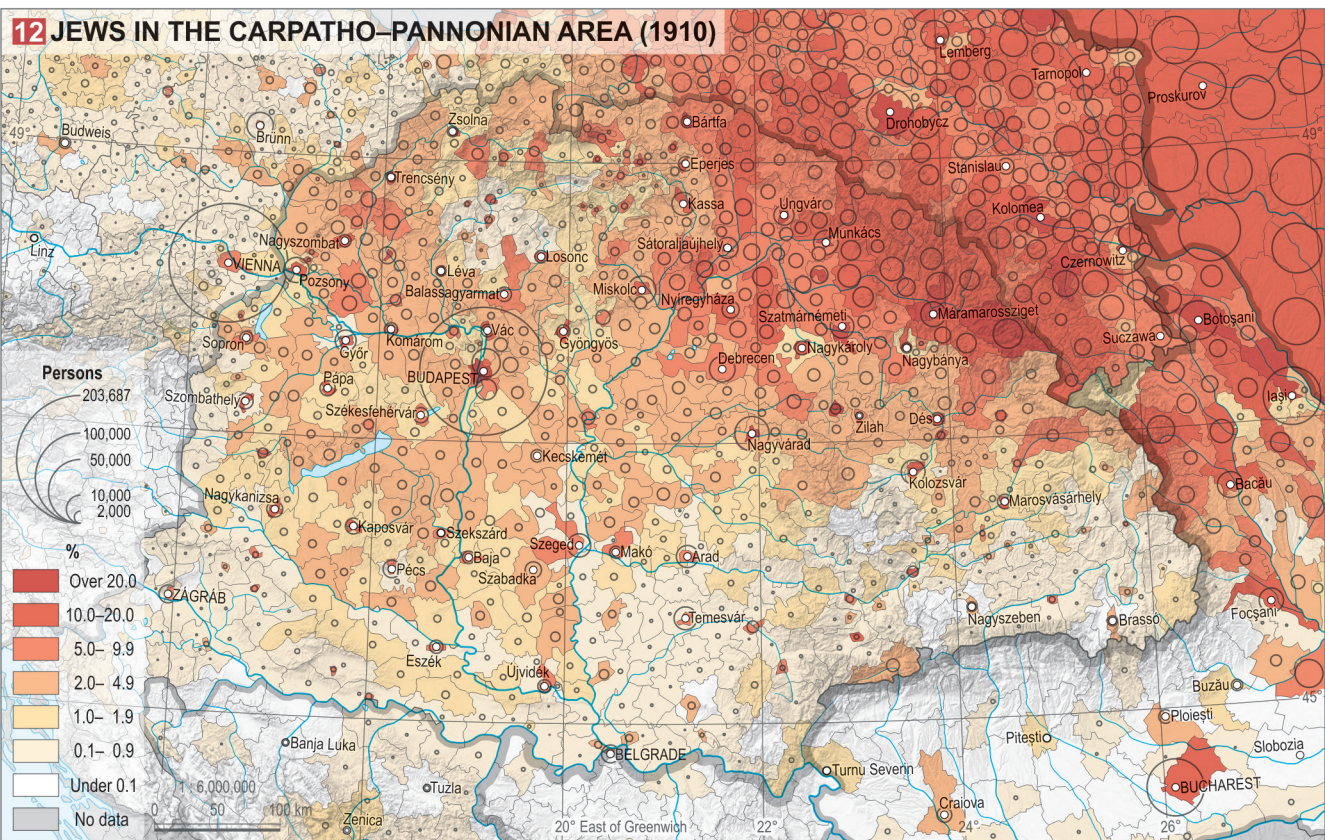 12 JEWS IN THE CARPATHO–PANNONIAN AREA (1910)
Lemberg
Tarnopol
Proskurov
Drohobycz
49°
Budweis
Brünn
Zsolna
Bártfa
49°
Eperjes
Stanislau
Trencsény
Kassa
Ungvár
Kolomea
Linz
Nagyszombat
Sátoraljaújhely
Munkács
Czernowitz
VIENNA
Pozsony
Léva
Losonc
Balassagyarmat
Miskolc
Nyíregyháza
Szatmárnémeti
Máramarossziget
Botoşani
Sopron
Győr
Komárom
Vác
Gyöngyös
Nagykároly
Nagybánya
Suczawa
Debrecen
BUDAPEST
Pápa
Szombathely
Székesfehérvár
Iaşi
Persons
203,687
100,000
50,000
10,000
2,000
Zilah
Dés
Nagyvárad
Kecskemét
Kolozsvár
Bacău
Marosvásárhely
Nagykanizsa
Kaposvár
Szekszárd
Szeged
Makó
Arad
Baja
Pécs
Szabadka
%
Over 20.0
10.0–20.0
5.0– 9.9
2.0– 4.9
1.0– 1.9
0.1– 0.9
Under 0.1
No data
ZÁGRÁB
Temesvár
Nagyszeben
Brassó
Focşani
Eszék
Újvidék
Buzău
45°
Ploieşti
Banja Luka
BELGRADE
Piteşti
Slobozia
Turnu Severin
Tuzla
BUCHAREST
1 : 6,000 000
0 50 100 km
Craiova
Zenica
20° East of Greenwich
22°
24°
26°